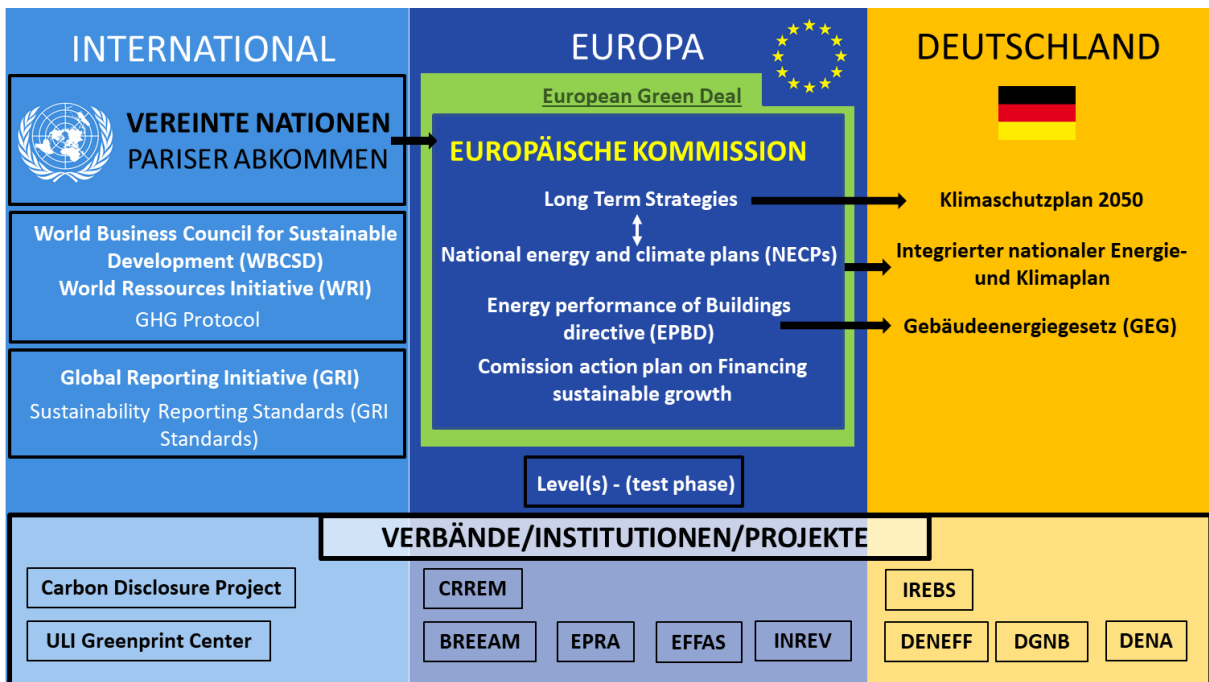 INTERNATIONAL
VEREINTE NATIONEN
PARISER ABKOMMEN
World Business Council for Sustainable
Development (WBCSD)
World Ressources Initiative (WRI)
GHG Protocol
Global Reporting Initiative (GRI)
Sustainability Reporting Standards (GRI
Standards)
EUROPA
European Green Deal
EUROPÄISCHE KOMMISSION
Long Term Strategies
National energy and climate plans (NECPs)
Energy performance of Buildings
directive (EPBD)
Comission action plan on Financing
sustainable growth
Level(s) - (test phase)
DEUTSCHLAND
Klimaschutzplan 2050
Integrierter nationaler Energie-
und Klimaplan
Gebäudeenergiegesetz (GEG)
VERBÄNDE/INSTITUTIONEN/PROJEKTE
Carbon Disclosure Project
ULI Greenprint Center
CRREM
BREEAM
EPRA
EFFAS
INREV
IREBS
DENEFF
DGNB
DENA